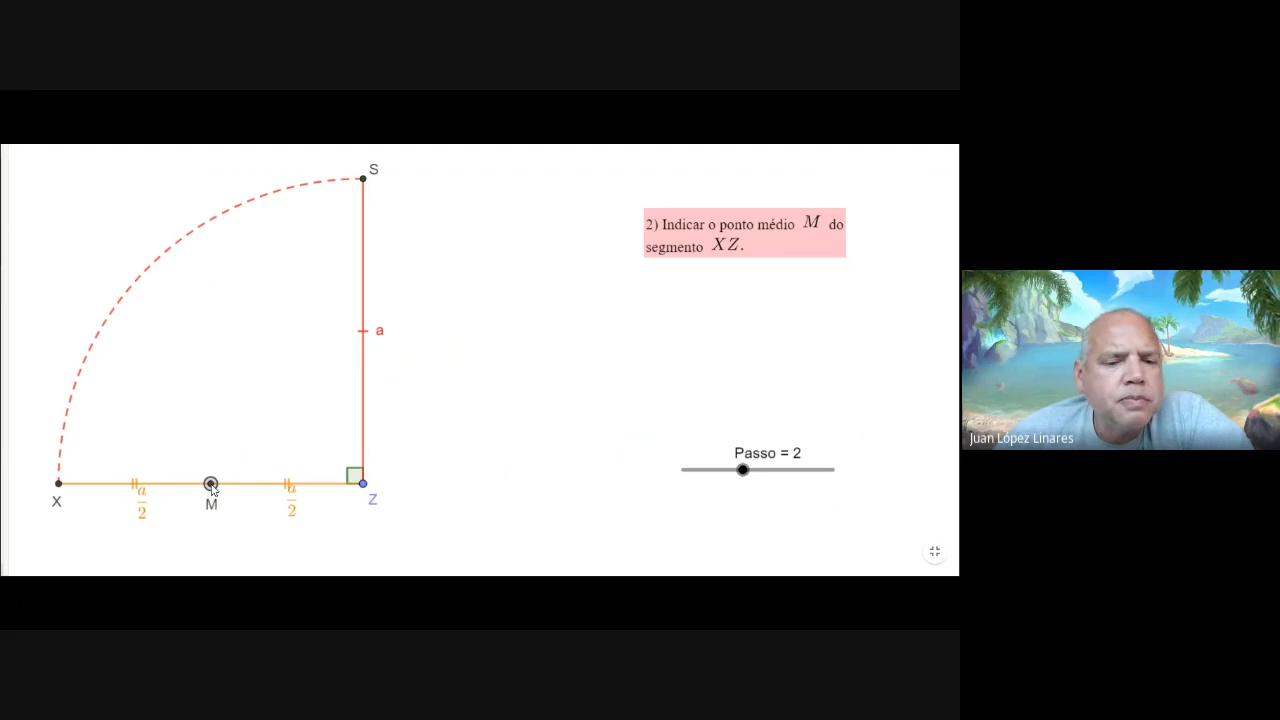 S
2) Indicar o ponto médio M do
segmento XZ.
a
Passo = 2
Juan López Linares
X
a/2
M
a/2
Z